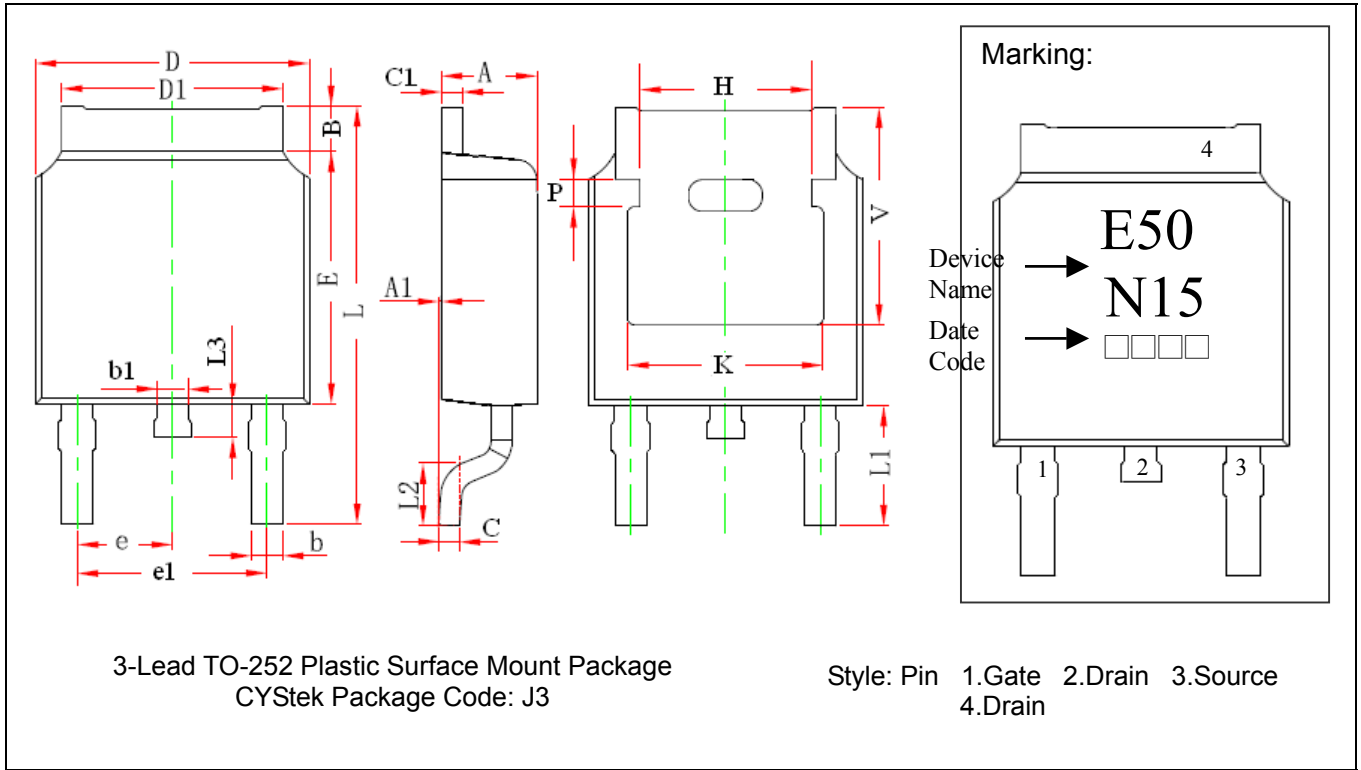 D
D1
B
E
L
L3
b1
e
b
e1
C1
A
A1
L2
C
H
P
V
K
L1
Marking:
4
E50
Device
Name
N15
Date
Code
□□□□
1 2 3
3-Lead TO-252 Plastic Surface Mount Package
CYStek Package Code: J3
Style: Pin 1.Gate 2.Drain 3.Source
4.Drain